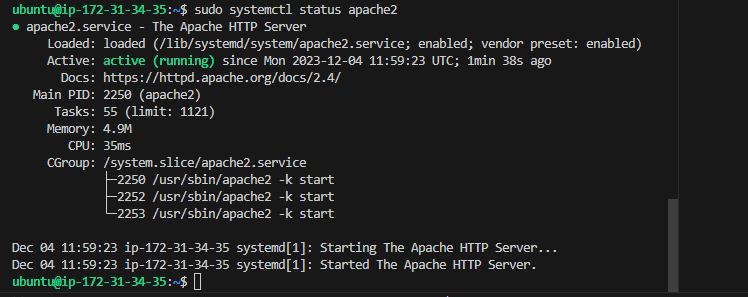 ubuntu@ip-172-31-34-35:~$ sudo systemctl status apache2
● apache2.service - The Apache HTTP Server
     Loaded: loaded (/lib/systemd/system/apache2.service; enabled; vendor preset: enabled)
     Active: active (running) since Mon 2023-12-04 11:59:23 UTC; 1min 38s ago
       Docs: https://httpd.apache.org/docs/2.4/
   Main PID: 2250 (apache2)
      Tasks: 55 (limit: 1121)
     Memory: 4.9M
        CPU: 35ms
     CGroup: /system.slice/apache2.service
             ├─2250 /usr/sbin/apache2 -k start
             ├─2252 /usr/sbin/apache2 -k start
             └─2253 /usr/sbin/apache2 -k start

Dec 04 11:59:23 ip-172-31-34-35 systemd[1]: Starting The Apache HTTP Server...
Dec 04 11:59:23 ip-172-31-34-35 systemd[1]: Started The Apache HTTP Server.
ubuntu@ip-172-31-34-35:~$